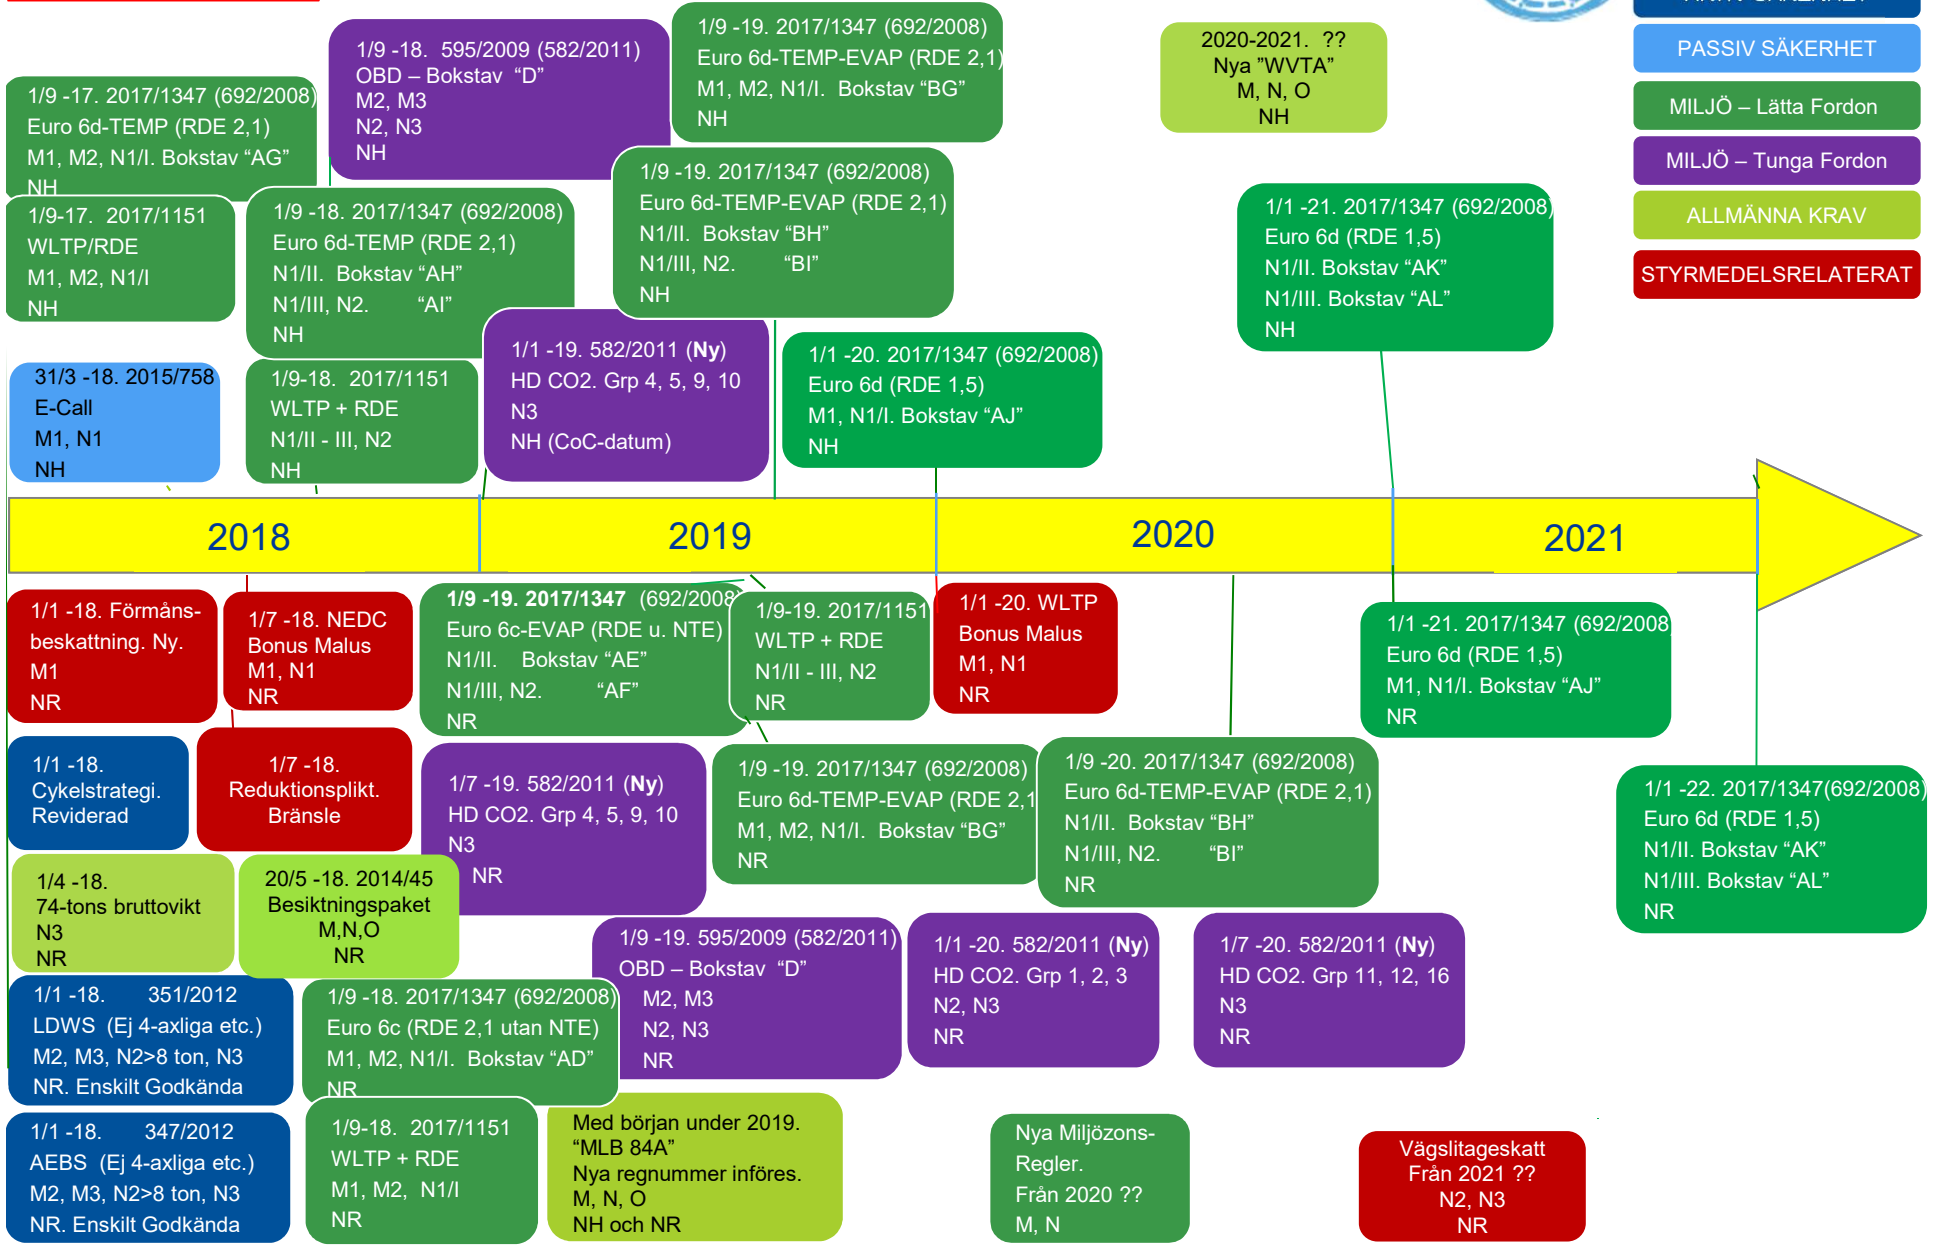 1/9 -17. 2017/1347 (692/2008)
Euro 6d-TEMP (RDE 2,1)
M1, M2, N1/I. Bokstav “AG”
NH
1/9-17. 2017/1151
WLTP/RDE
M1, M2, N1/I
NH
31/3 -18. 2015/758
E-Call
M1, N1
NH
1/9 -18. 595/2009 (582/2011)
OBD – Bokstav “D”
M2, M3
N2, N3
NH
1/9 -18. 2017/1347 (692/2008)
Euro 6d-TEMP (RDE 2,1)
N1/II. Bokstav “AH”
N1/III, N2. “AI”
NH
1/9-18. 2017/1151
WLTP + RDE
N1/II - III, N2
NH
1/9 -19. 2017/1347 (692/2008)
Euro 6d-TEMP-EVAP (RDE 2,1)
M1, M2, N1/I. Bokstav “BG”
NH
1/9 -19. 2017/1347 (692/2008)
Euro 6d-TEMP-EVAP (RDE 2,1)
N1/II. Bokstav “BH”
N1/III, N2. “BI”
NH
1/1 -19. 582/2011 (Ny)
HD CO2. Grp 4, 5, 9, 10
N3
NH (CoC-datum)
1/1 -20. 2017/1347 (692/2008)
Euro 6d (RDE 1,5)
M1, N1/I. Bokstav “AJ”
NH
2020-2021. ??
Nya ”WVTA”
M, N, O
NH
1/1 -21. 2017/1347 (692/2008)
Euro 6d (RDE 1,5)
N1/II. Bokstav “AK”
N1/III. Bokstav “AL”
NH
PASSIV SÄKERHET
MILJÖ – Lätta Fordon
MILJÖ – Tunga Fordon
ALLMÄNNA KRAV
STYRMEDELSRELATERAT
2018
2019
2020
2021
1/1 -18. Förmåns-
beskattning. Ny.
M1
NR
1/7 -18. NEDC
Bonus Malus
M1, N1
NR
1/9 -19. 2017/1347 (692/2008)
Euro 6c-EVAP (RDE u. NTE)
N1/II. Bokstav “AE”
N1/III, N2. “AF”
NR
1/9-19. 2017/1151
WLTP + RDE
N1/II - III, N2
NR
1/1 -20. WLTP
Bonus Malus
M1, N1
NR
1/1 -21. 2017/1347 (692/2008)
Euro 6d (RDE 1,5)
M1, N1/I. Bokstav “AJ”
NR
1/1 -18.
Cykelstrategi.
Reviderad
1/7 -18.
Reduktionsplikt.
Bränsle
1/7 -19. 582/2011 (Ny)
HD CO2. Grp 4, 5, 9, 10
N3
NR
1/9 -19. 2017/1347 (692/2008)
Euro 6d-TEMP-EVAP (RDE 2,1
M1, M2, N1/I. Bokstav “BG”
NR
1/9 -20. 2017/1347 (692/2008)
Euro 6d-TEMP-EVAP (RDE 2,1)
N1/II. Bokstav “BH”
N1/III, N2. “BI”
NR
1/1 -22. 2017/1347(692/2008)
Euro 6d (RDE 1,5)
N1/II. Bokstav “AK”
N1/III. Bokstav “AL”
NR
1/4 -18.
74-tons bruttovikt
N3
NR
20/5 -18. 2014/45
Besiktningspaket
M,N,O
NR
1/9 -19. 595/2009 (582/2011)
OBD – Bokstav “D”
M2, M3
N2, N3
NR
1/1 -20. 582/2011 (Ny)
HD CO2. Grp 1, 2, 3
N2, N3
NR
1/7 -20. 582/2011 (Ny)
HD CO2. Grp 11, 12, 16
N3
NR
1/1 -18. 351/2012
LDWS (Ej 4-axliga etc.)
M2, M3, N2>8 ton, N3
NR. Enskilt Godkända
1/9 -18. 2017/1347 (692/2008)
Euro 6c (RDE 2,1 utan NTE)
M1, M2, N1/I. Bokstav “AD”
NR
1/1 -18. 347/2012
AEBS (Ej 4-axliga etc.)
M2, M3, N2>8 ton, N3
NR. Enskilt Godkända
1/9-18. 2017/1151
WLTP + RDE
M1, M2, N1/I
NR
Med början under 2019.
“MLB 84A”
Nya regnummer införes.
M, N, O
NH och NR
Nya Miljözons-
Regler.
Från 2020 ??
M, N
Vägslitageskatt
Från 2021 ??
N2, N3
NR